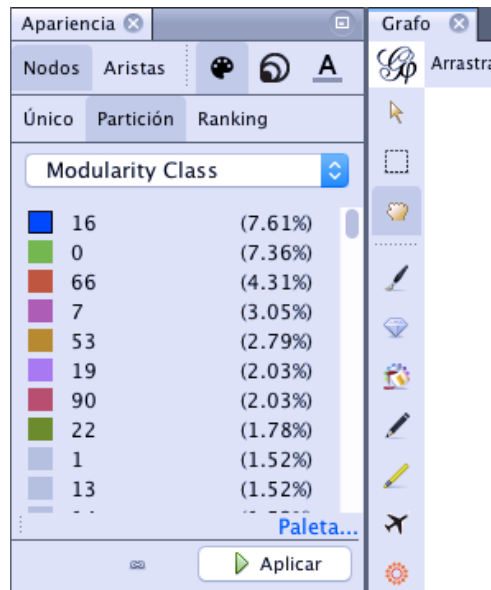 Apariencia
Grafo
Nodos Aristas A
Arrastra
Único Partición Ranking
Modularity Class
16 (7.61%)
0 (7.36%)
66 (4.31%)
7 (3.05%)
53 (2.79%)
19 (2.03%)
90 (2.03%)
22 (1.78%)
1 (1.52%)
13 (1.52%)
Paleta...
Aplicar